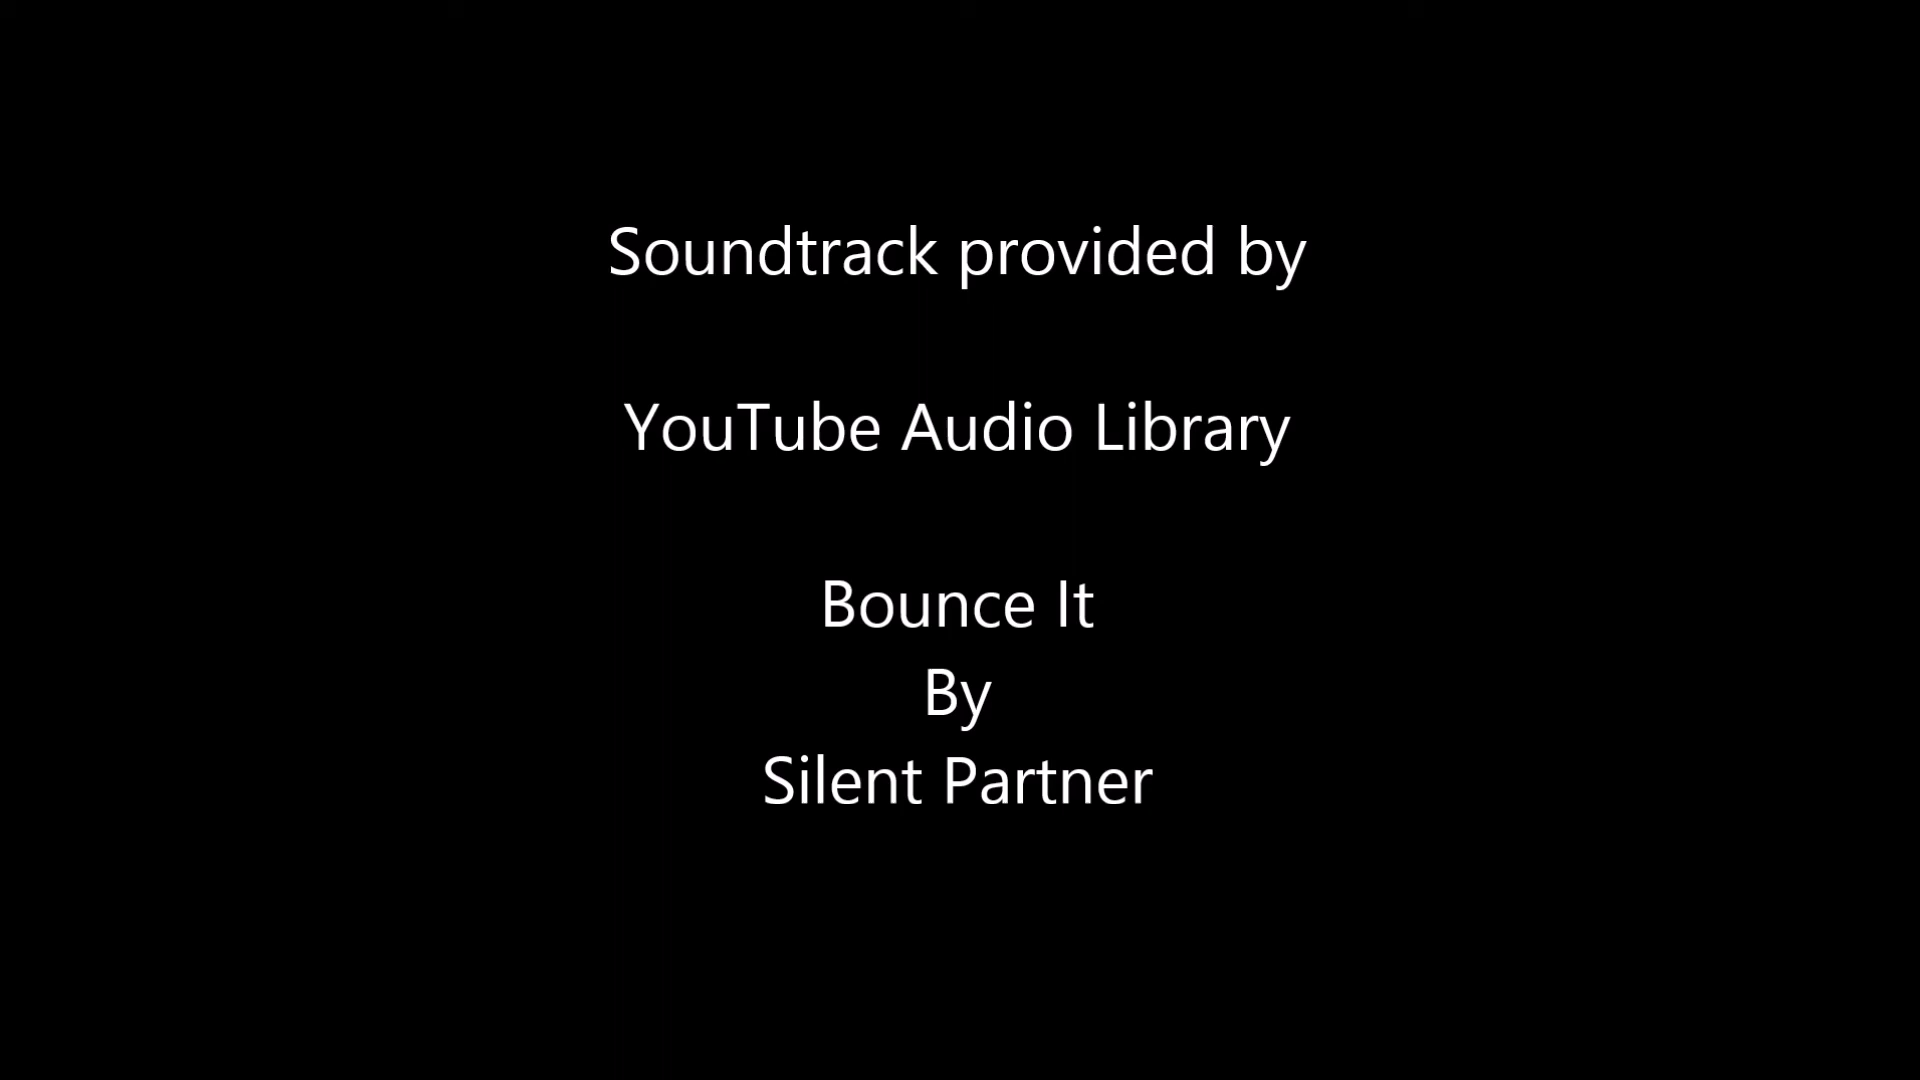 Soundtrack provided by
YouTube Audio Library
Bounce It
By
Silent Partner